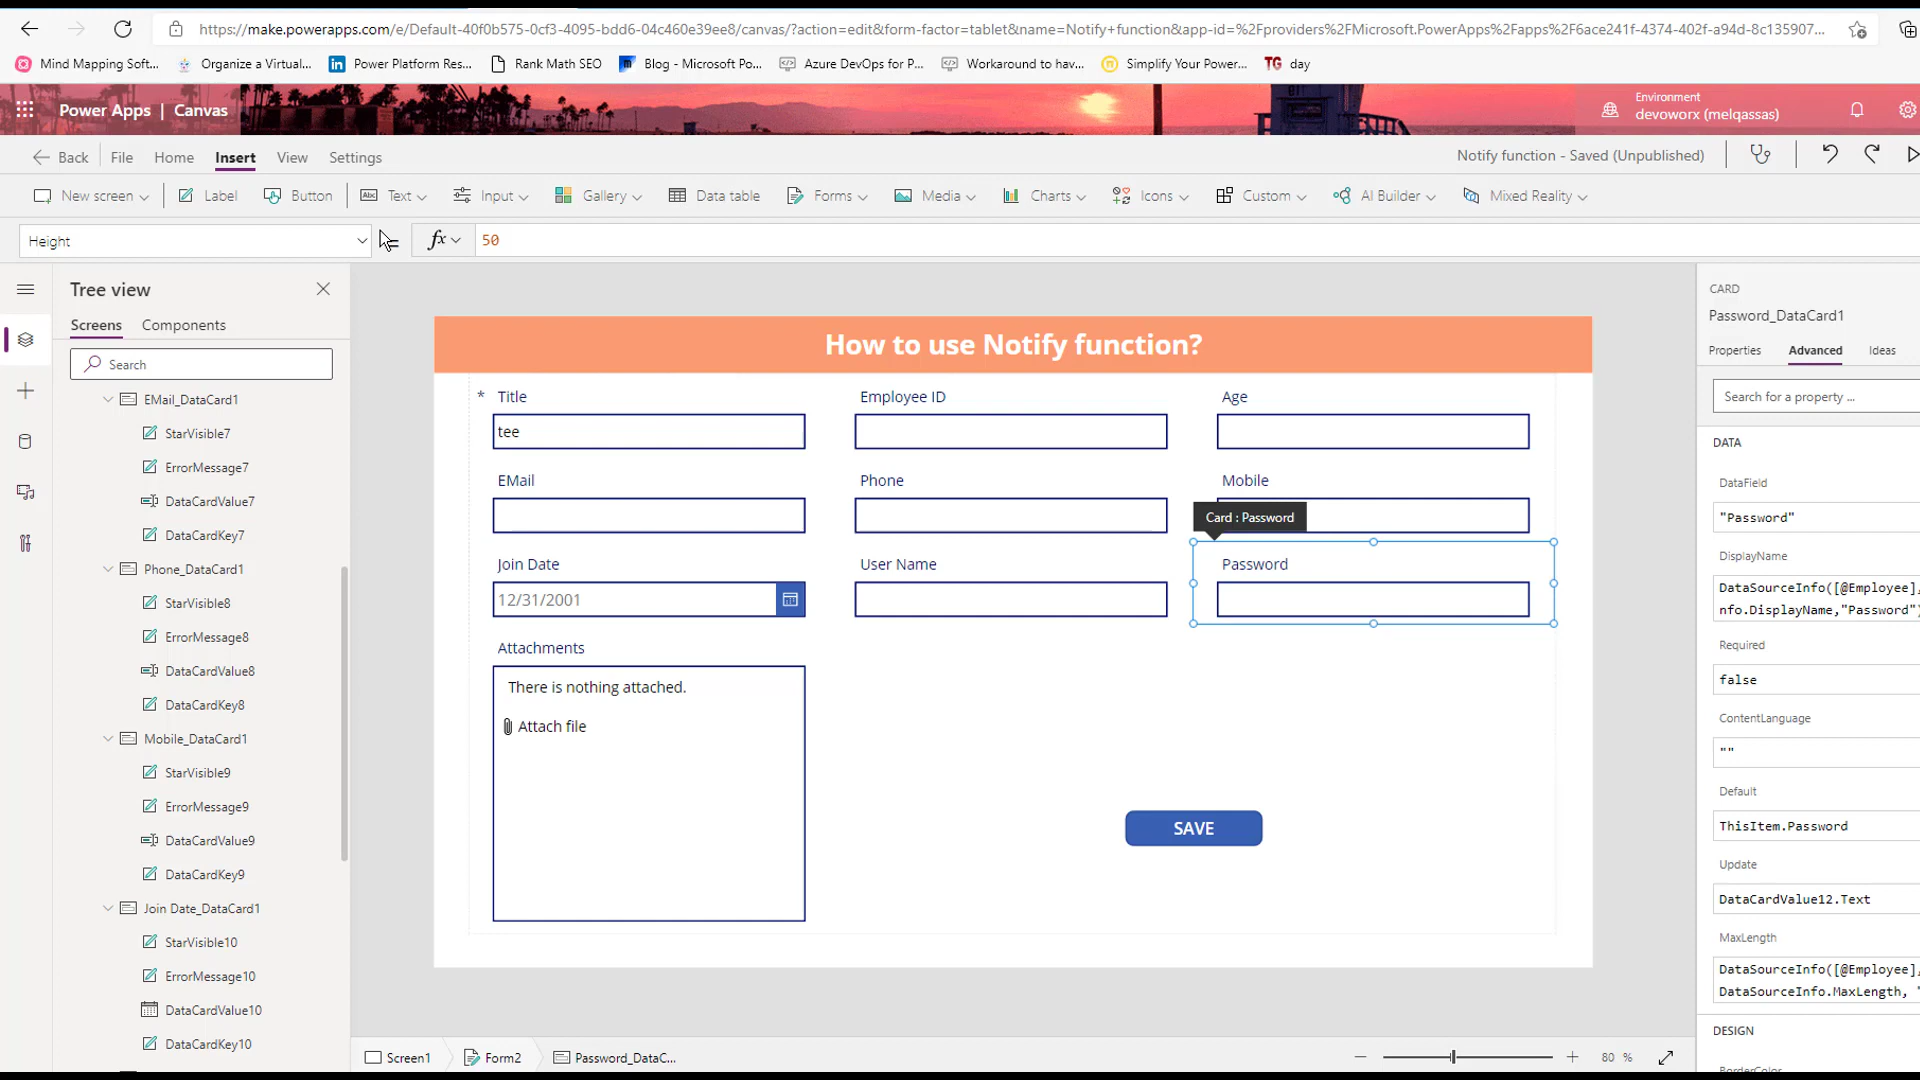 https://make.powerapps.com/e/Default-40f0b575-0cf3-4095-bdd6-04c460e39ee8/canvas/?action=edit&form-factor=tablet&name=Notify+function&app-id=%2Fproviders%2FMicrosoft.PowerApps%2Fapps%2F6ace241f-4374-402f-a94d-8c135907...
Mind Mapping Soft... Organize a Virtual... Power Platform Res... Rank Math SEO Blog - Microsoft Po... Azure DevOps for P... Workaround to hav... Simplify Your Power... TG day
Power Apps | Canvas
Environment
devoworx (melqassas)
Back File Home Insert View Settings
Notify function - Saved (Unpublished)
New screen Label Button Text Input Gallery Data table Forms Media Charts Icons Custom AI Builder Mixed Reality
Height = fx 50
Tree view
Screens Components
Search
EMail_DataCard1
StarVisible7
ErrorMessage7
DataCardValue7
DataCardKey7
Phone_DataCard1
StarVisible8
ErrorMessage8
DataCardValue8
DataCardKey8
Mobile_DataCard1
StarVisible9
ErrorMessage9
DataCardValue9
DataCardKey9
Join Date_DataCard1
StarVisible10
ErrorMessage10
DataCardValue10
DataCardKey10
How to use Notify function?
* Title Employee ID Age
tee
EMail Phone Mobile
Card : Password
Join Date User Name Password
12/31/2001
Attachments
There is nothing attached.
Attach file
SAVE
Screen1 Form2 Password_DataC...
80 %
CARD
Password_DataCard1
Properties Advanced Ideas
Search for a property ...
DATA
DataField
"Password"
DisplayName
DataSourceInfo([@Employee],
nfo.DisplayName,"Password")
Required
false
ContentLanguage
""
Default
ThisItem.Password
Update
DataCardValue12.Text
MaxLength
DataSourceInfo([@Employee],
DataSourceInfo.MaxLength, "
DESIGN
BorderColor